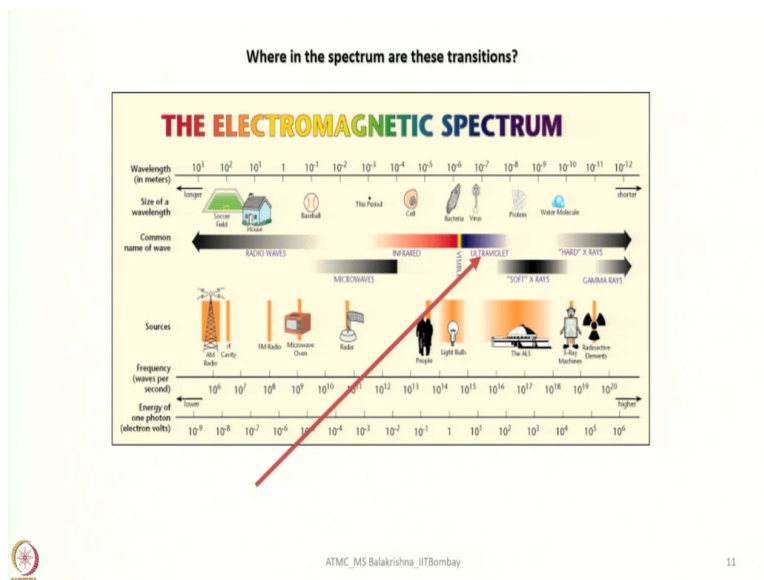 Where in the spectrum are these transitions?
THE ELECTROMAGNETIC SPECTRUM
Wavelength
(in meters)
10³ 10² 10¹ 1 10⁻¹ 10⁻² 10⁻³ 10⁻⁴ 10⁻⁵ 10⁻⁶ 10⁻⁷ 10⁻⁸ 10⁻⁹ 10⁻¹⁰ 10⁻¹¹ 10⁻¹²
longer shorter
Size of a
wavelength
Soccer
Field
House
Baseball
This Period
Cell
Bacteria
Virus
Protein
Water Molecule
Common
name of wave
RADIO WAVES
INFRARED
VISIBLE
ULTRAVIOLET
"HARD" X RAYS
MICROWAVES
"SOFT" X RAYS
GAMMA RAYS
Sources
AM
Radio
rf
Cavity
FM Radio
Microwave
Oven
Radar
People
Light Bulb
The ALS
X-Ray
Machines
Radioactive
Elements
Frequency
(waves per
second)
10⁶ 10⁷ 10⁸ 10⁹ 10¹⁰ 10¹¹ 10¹² 10¹³ 10¹⁴ 10¹⁵ 10¹⁶ 10¹⁷ 10¹⁸ 10¹⁹ 10²⁰
lower higher
Energy of
one photon
(electron volts)
10⁻⁹ 10⁻⁸ 10⁻⁷ 10⁻⁶ 10⁻⁴ 10⁻³ 10⁻² 10⁻¹ 1 10¹ 10² 10³ 10⁴ 10⁵ 10⁶
ATMC_MS Balakrishna_IITBombay
11